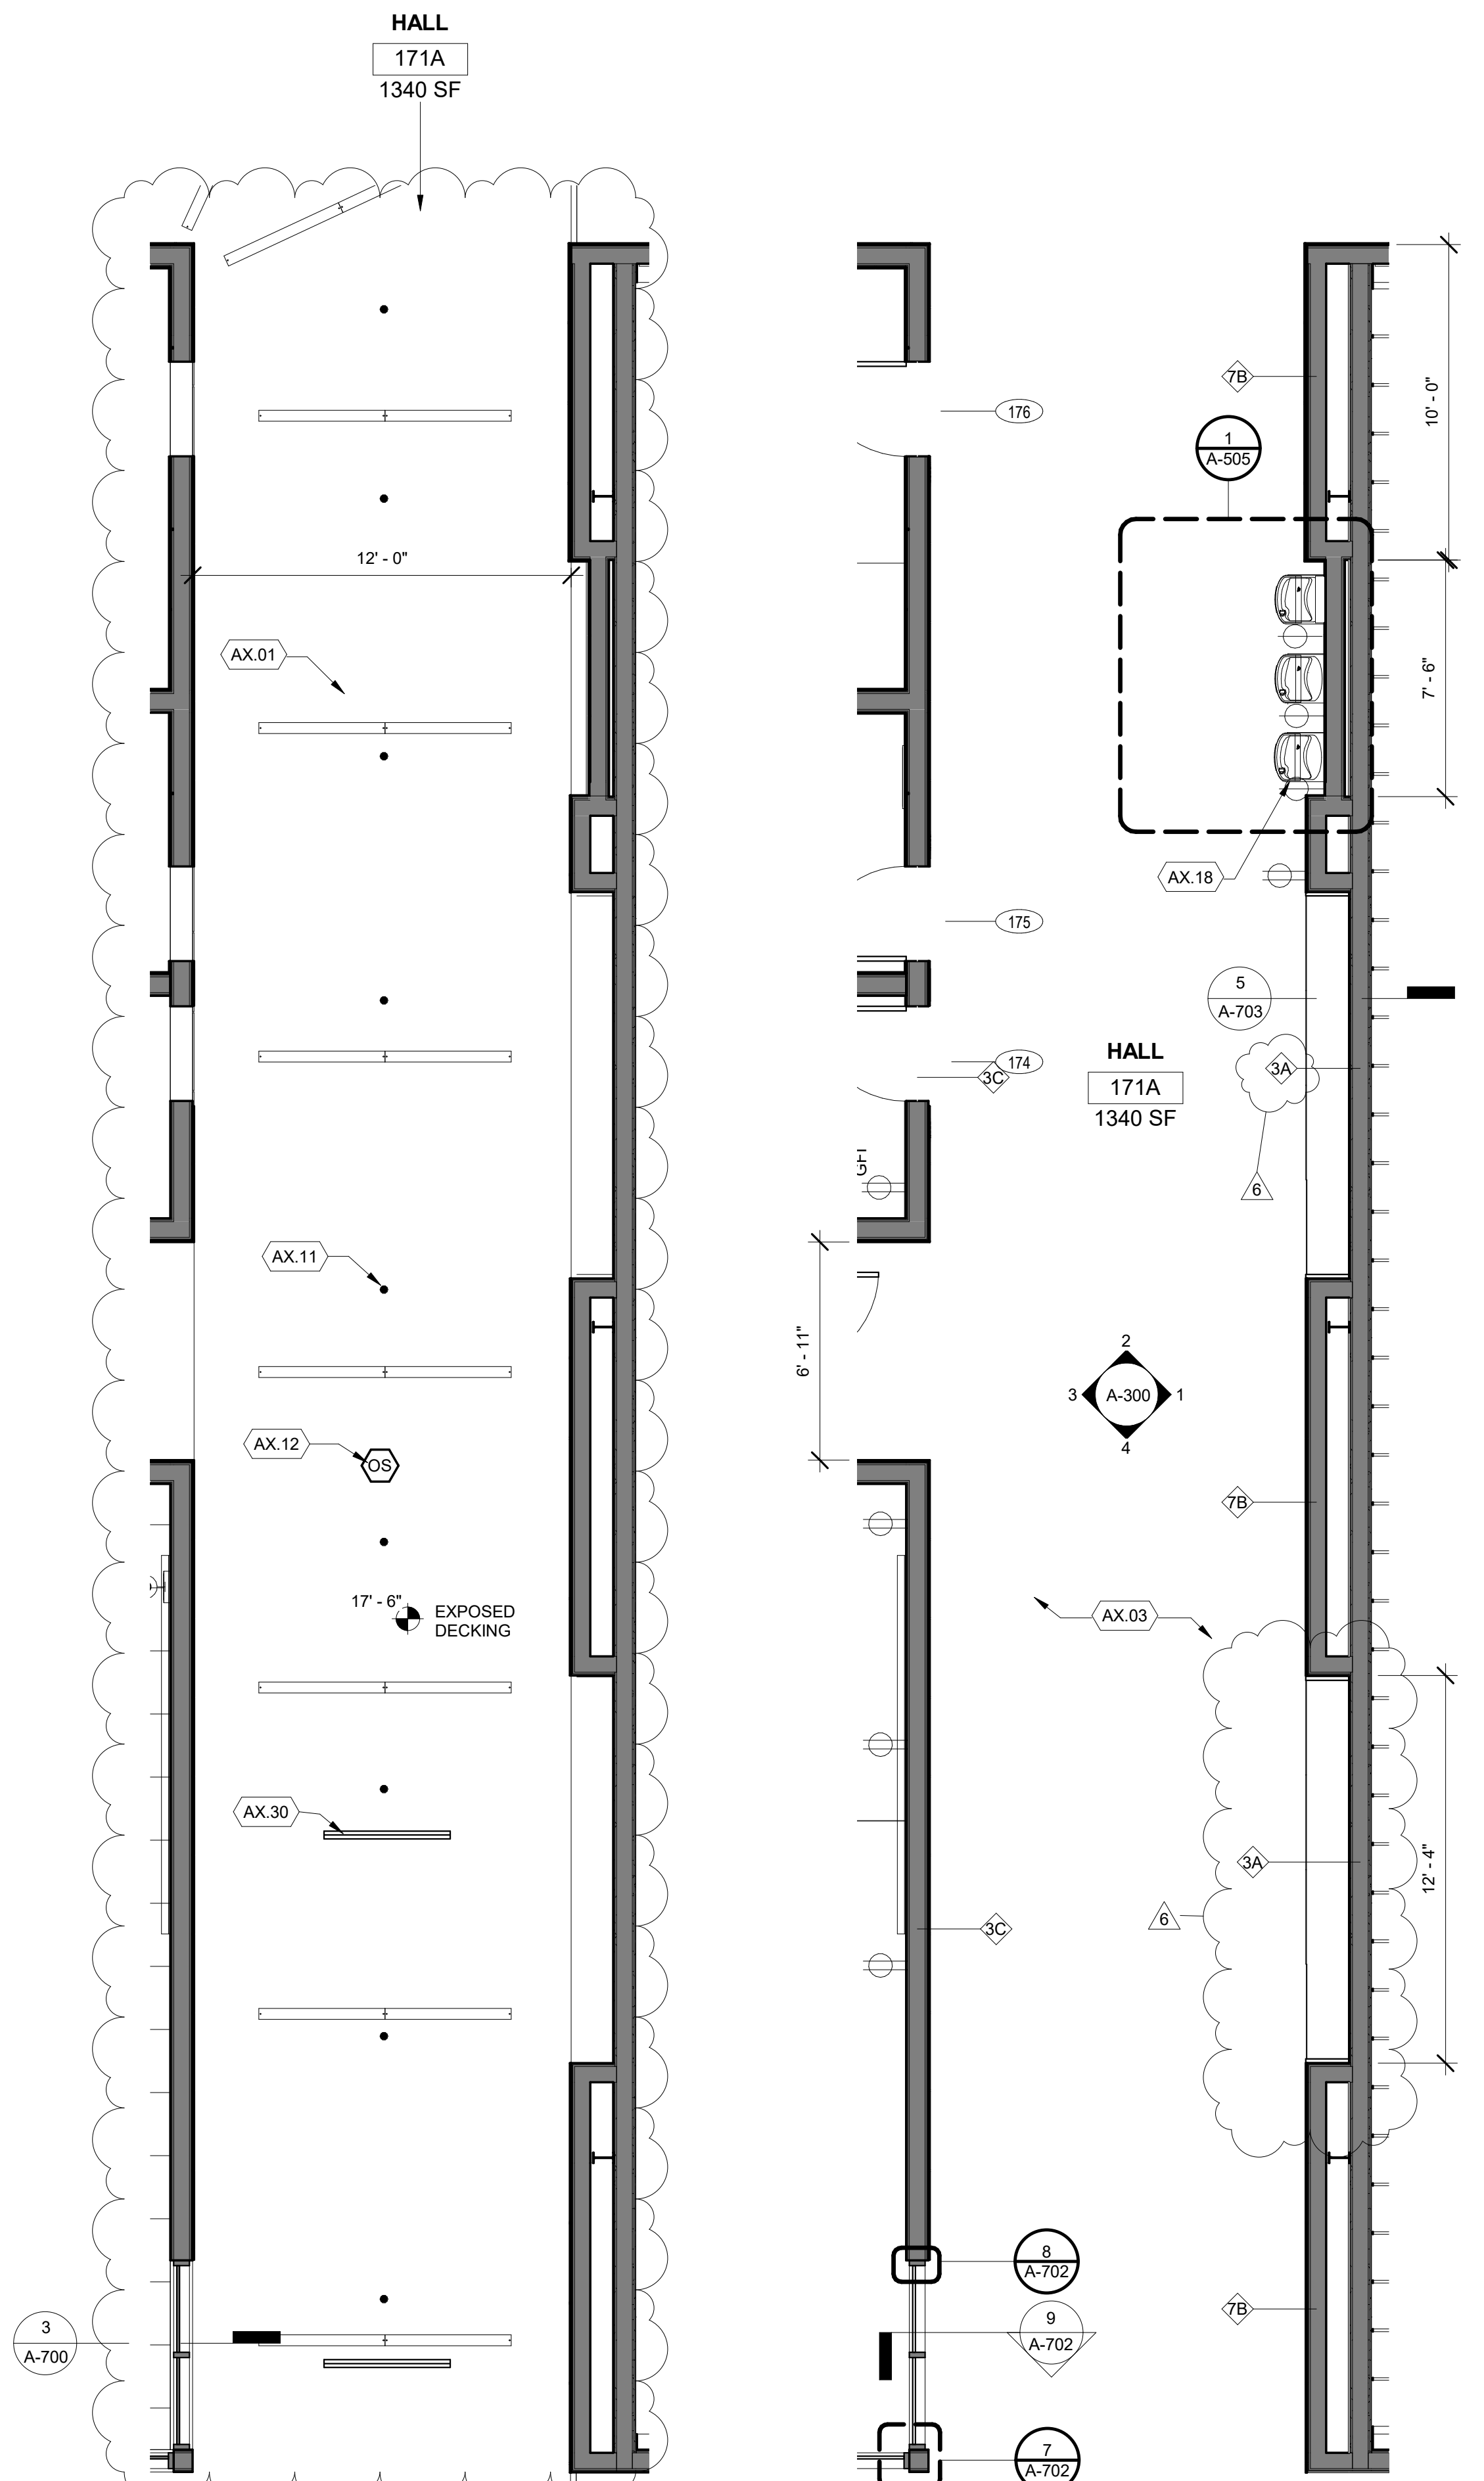 HALL
171A
1340 SF
12' - 0"
AX.01
AX.11
AX.12
OS
17' - 6"
EXPOSED
DECKING
AX.30
3
A-700
176
7B
10' - 0"
1
A-505
7' - 6"
AX.18
175
5
A-703
174
3C
HALL
171A
1340 SF
3A
6
GFI
6' - 11"
2
3
A-300
1
4
7B
AX.03
3A
12' - 4"
6
3C
8
A-702
9
A-702
7B
7
A-702